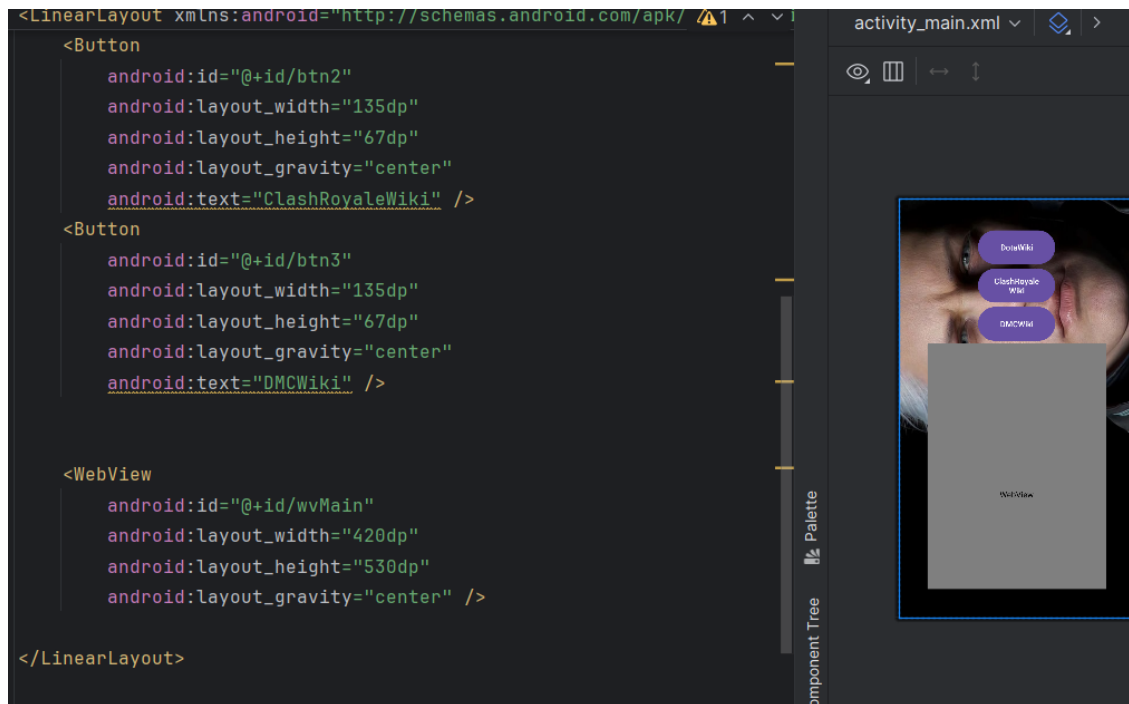 <LinearLayout xmlns:android="http://schemas.android.com/apk/ 1
<Button
android:id="@+id/btn2"
android:layout_width="135dp"
android:layout_height="67dp"
android:layout_gravity="center"
android:text="ClashRoyaleWiki" />
<Button
android:id="@+id/btn3"
android:layout_width="135dp"
android:layout_height="67dp"
android:layout_gravity="center"
android:text="DMCWiki" />
<WebView
android:id="@+id/wvMain"
android:layout_width="420dp"
android:layout_height="530dp"
android:layout_gravity="center" />
</LinearLayout>
Palette
omponent Tree
activity_main.xml
DotaWiki
ClashRoyale
Wiki
DMCWiki
WebView